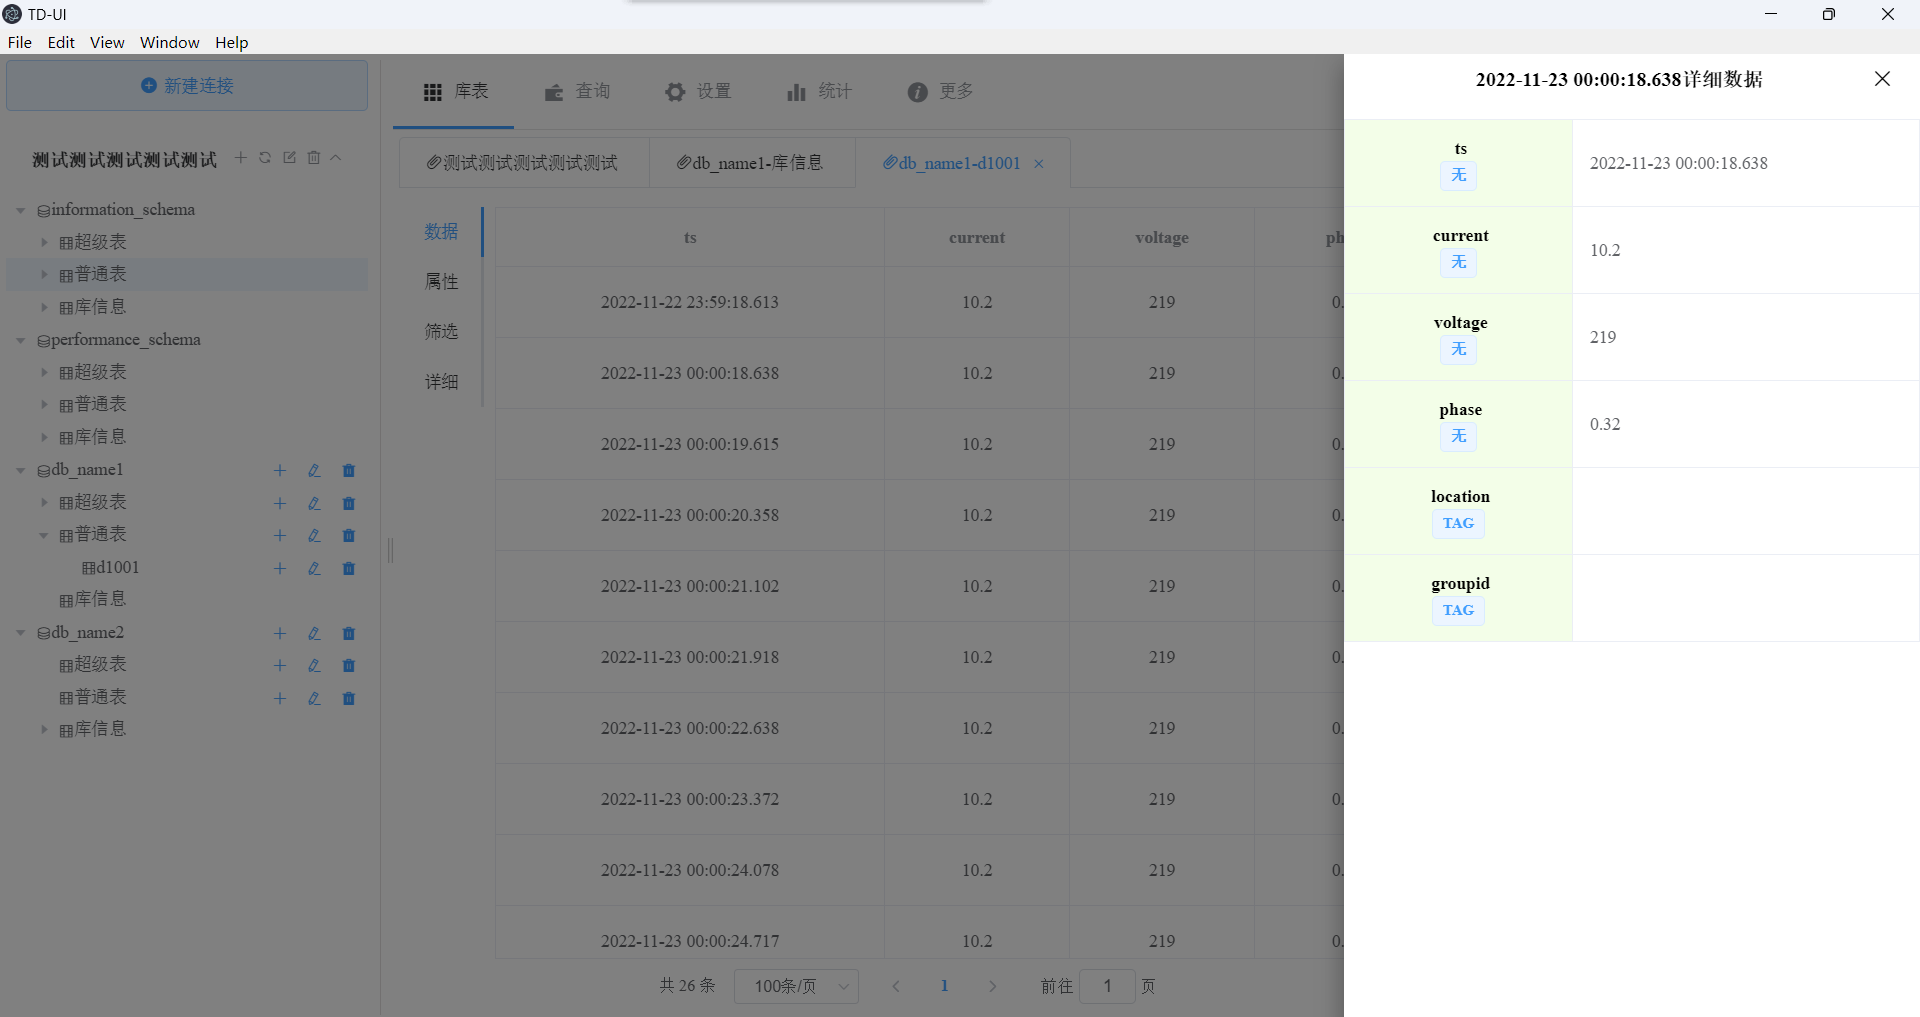 TD-UI
File Edit View Window Help
新建连接
测试测试测试测试测试
information_schema
超级表
普通表
库信息
performance_schema
超级表
普通表
库信息
db_name1
超级表
普通表
d1001
库信息
db_name2
超级表
普通表
库信息
库表 查询 设置 统计 更多
测试测试测试测试测试 db_name1-库信息 db_name1-d1001
数据
属性
筛选
详细
ts current voltage ph
2022-11-22 23:59:18.613 10.2 219 0.
2022-11-23 00:00:18.638 10.2 219 0.
2022-11-23 00:00:19.615 10.2 219 0.
2022-11-23 00:00:20.358 10.2 219 0.
2022-11-23 00:00:21.102 10.2 219 0.
2022-11-23 00:00:21.918 10.2 219 0.
2022-11-23 00:00:22.638 10.2 219 0.
2022-11-23 00:00:23.372 10.2 219 0.
2022-11-23 00:00:24.078 10.2 219 0.
2022-11-23 00:00:24.717 10.2 219 0.
共 26 条 100条/页 1 前往 1 页
2022-11-23 00:00:18.638详细数据
ts
无
2022-11-23 00:00:18.638
current
无
10.2
voltage
无
219
phase
无
0.32
location
TAG
groupid
TAG